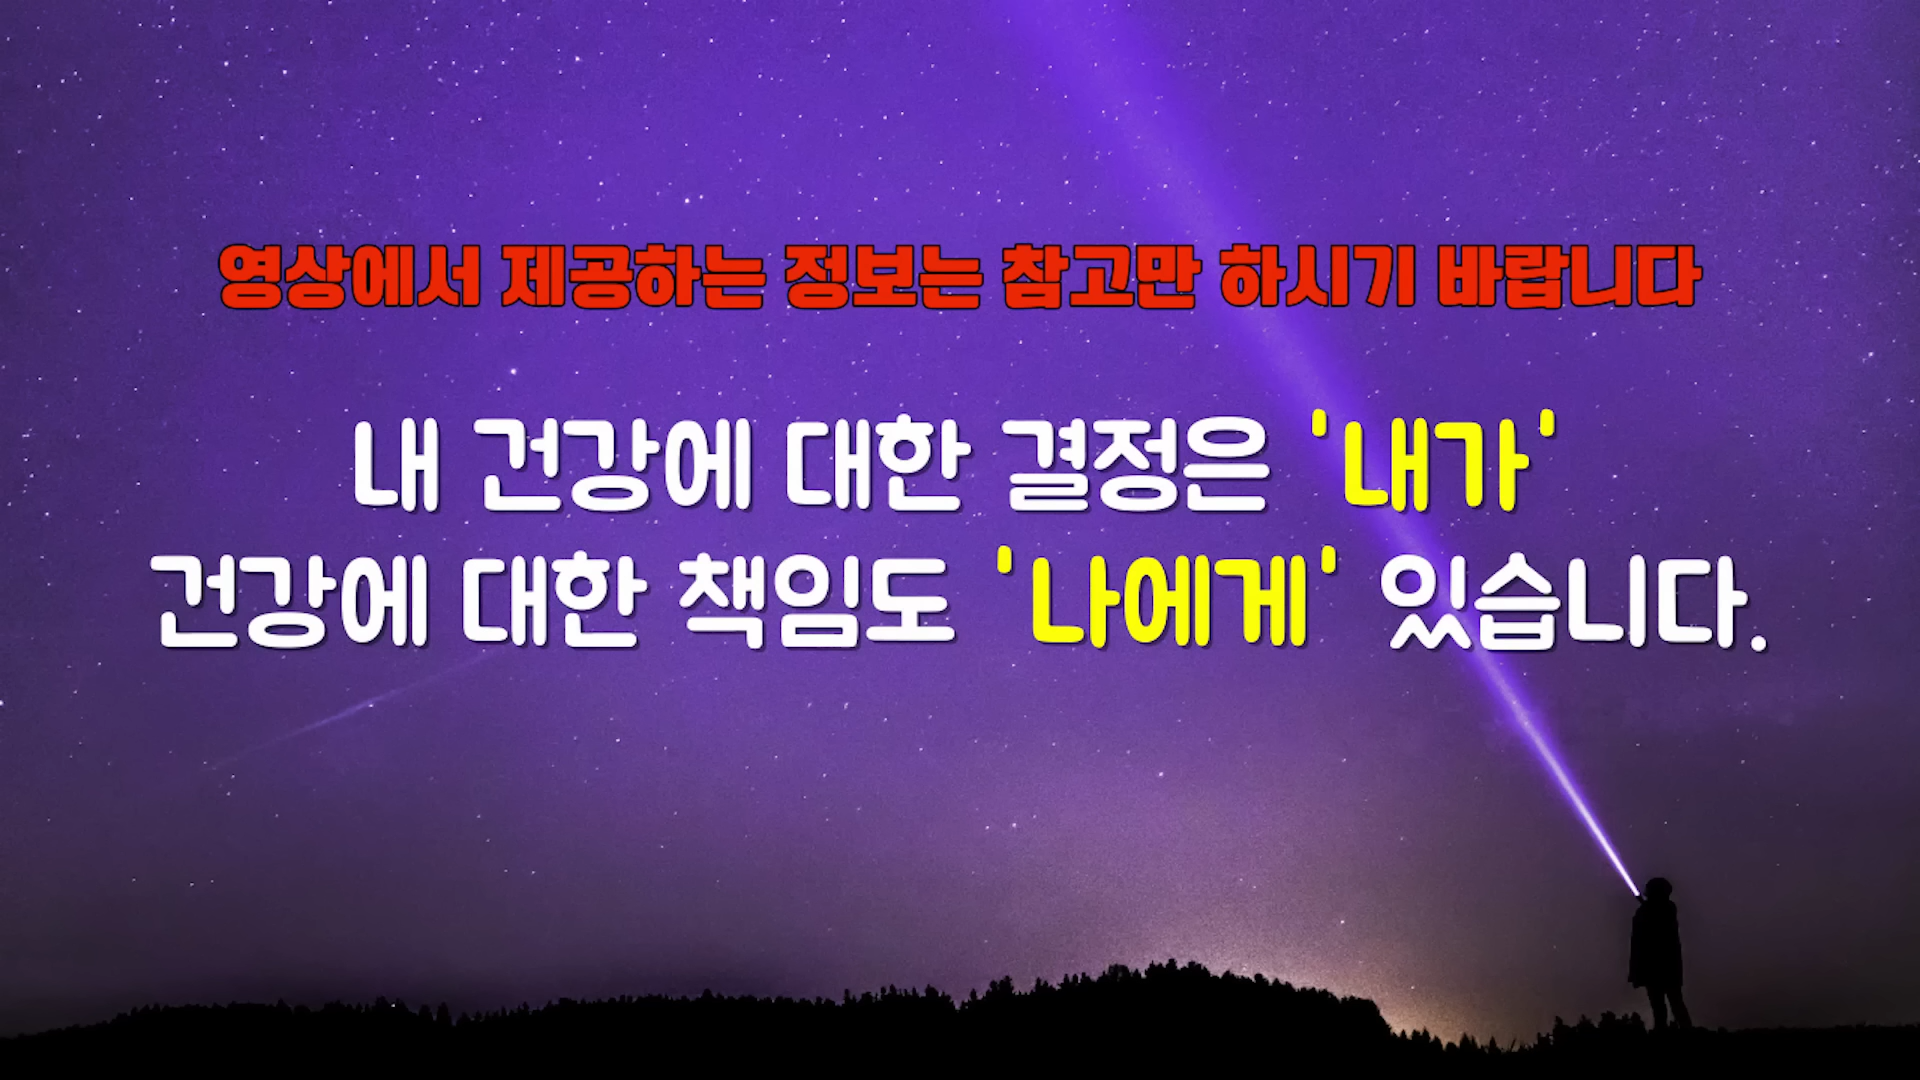 영상에서 제공하는 정보는 참고만 하시기 바랍니다
내 건강에 대한 결정은 '내가'
건강에 대한 책임도 '나에게' 있습니다.